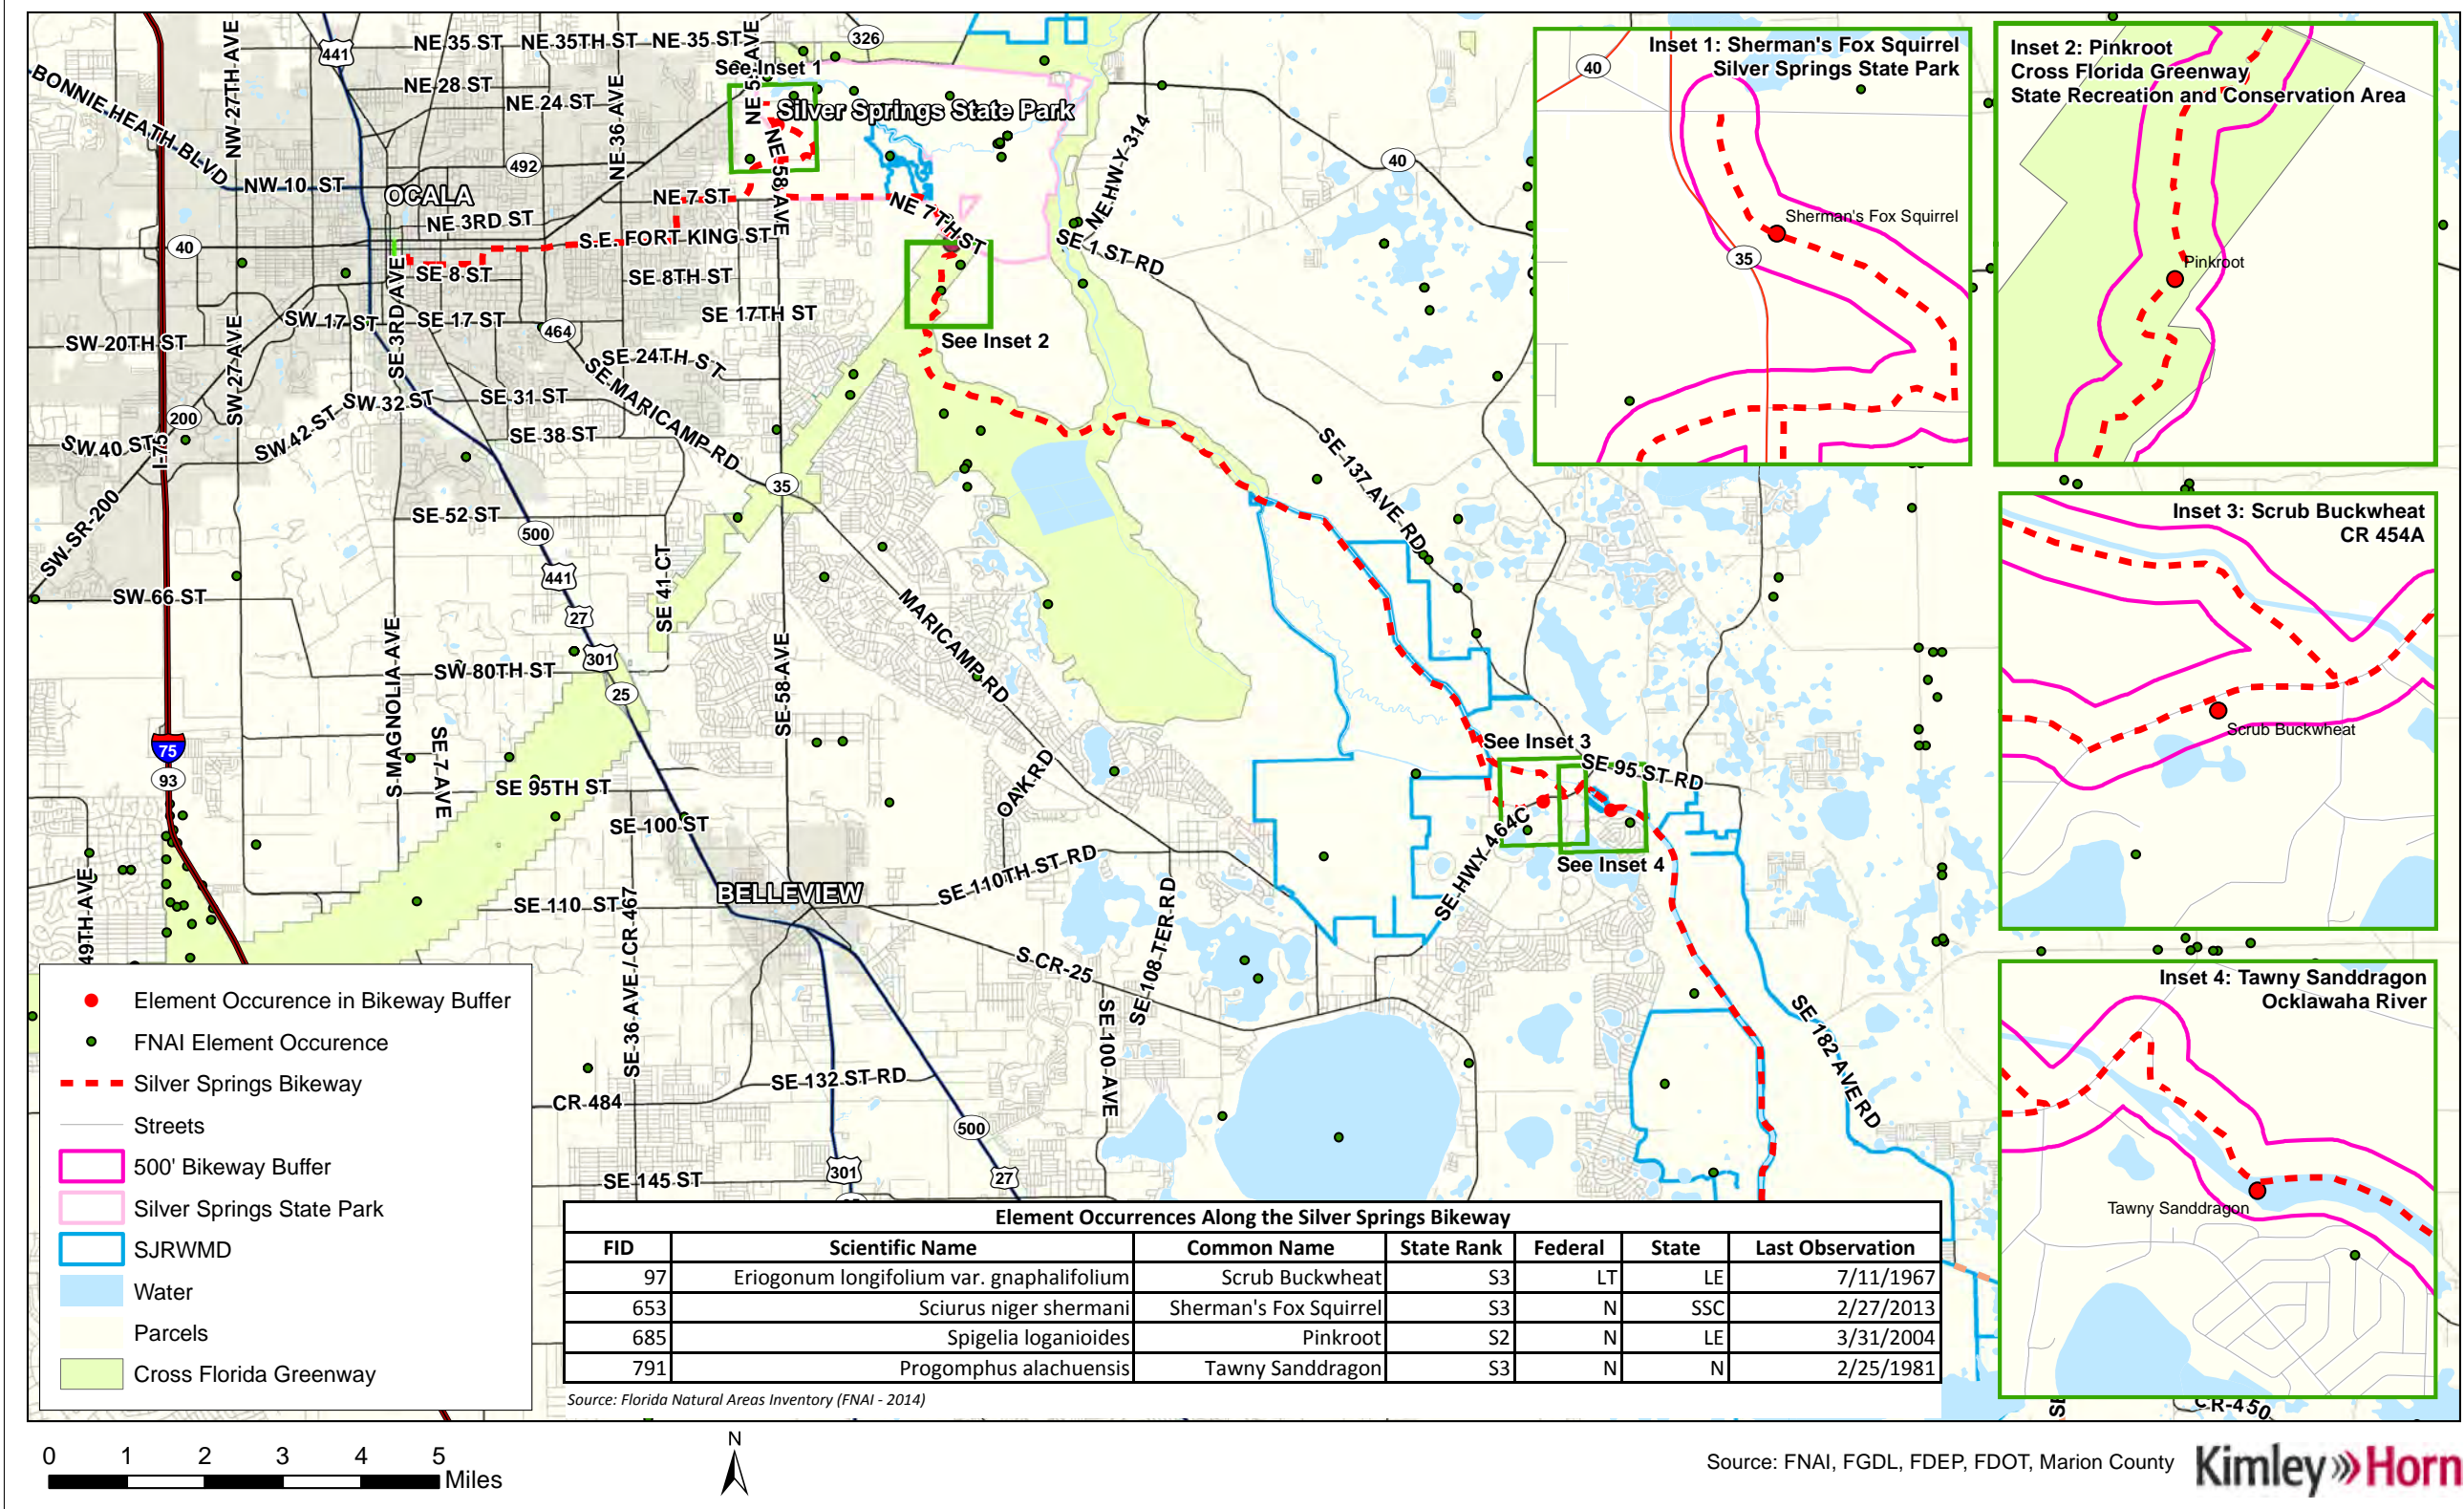 NE 35 ST
NE 35TH ST
NE 35 ST
326
441
NE 28 ST
NE 24 ST
See Inset 1
Silver Springs State Park
BONNIE HEATH BLVD
NW 27TH AVE
NE 36 AVE
NE 58 AVE
492
40
NE HWY 314
NW 10 ST
OCALA
NE 7 ST
NE 7TH ST
NE 3RD ST
40
S.E. FORT KING ST
SE 1 ST RD
SE 8 ST
SE 8TH ST
SE 3RD AVE
SW 17 ST
SE 17 ST
SE 17TH ST
464
See Inset 2
SW 20TH ST
SW 27 AVE
SE 24TH ST
SE MARICAMP RD
200
SW 32 ST
SE 31 ST
SW 42 ST
SE 38 ST
SW 40 ST
I-75
35
SE 137 AVE RD
SW SR 200
SE 52 ST
500
SE 41 CT
441
27
SW 66 ST
MARICAMP RD
301
SW 80TH ST
25
S MAGNOLIA AVE
SE 7 AVE
SE 58 AVE
75
93
See Inset 3
SE 95 ST RD
SE 95TH ST
OAK RD
SE 100 ST
SE HWY 464C
See Inset 4
SE 110TH ST RD
BELLEVIEW
SE 110 ST
49TH AVE
SE 36 AVE / CR 467
S CR 25
SE 108 TER RD
SE 100 AVE
SE 182 AVE RD
SE 132 ST RD
CR 484
500
SE 145 ST
301
27
CR-450
Inset 1: Sherman's Fox Squirrel
Silver Springs State Park
40
35
Sherman's Fox Squirrel
Inset 2: Pinkroot
Cross Florida Greenway
State Recreation and Conservation Area
Pinkroot
Inset 3: Scrub Buckwheat
CR 454A
Scrub Buckwheat
Inset 4: Tawny Sanddragon
Ocklawaha River
Tawny Sanddragon
Element Occurence in Bikeway Buffer
FNAI Element Occurence
Silver Springs Bikeway
Streets
500' Bikeway Buffer
Silver Springs State Park
SJRWMD
Water
Parcels
Cross Florida Greenway
Element Occurrences Along the Silver Springs Bikeway
FID Scientific Name Common Name State Rank Federal State Last Observation
97 Eriogonum longifolium var. gnaphalifolium Scrub Buckwheat S3 LT LE 7/11/1967
653 Sciurus niger shermani Sherman's Fox Squirrel S3 N SSC 2/27/2013
685 Spigelia loganioides Pinkroot S2 N LE 3/31/2004
791 Progomphus alachuensis Tawny Sanddragon S3 N N 2/25/1981
Source: Florida Natural Areas Inventory (FNAI - 2014)
0 1 2 3 4 5
Miles
N
Source: FNAI, FGDL, FDEP, FDOT, Marion County
Kimley»Horn